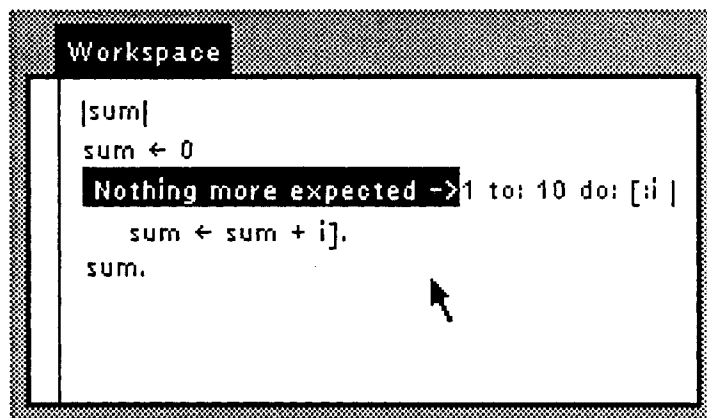 Workspace
|sum|
sum ← 0
Nothing more expected ->1 to: 10 do: [:i |
sum ← sum + i].
sum.